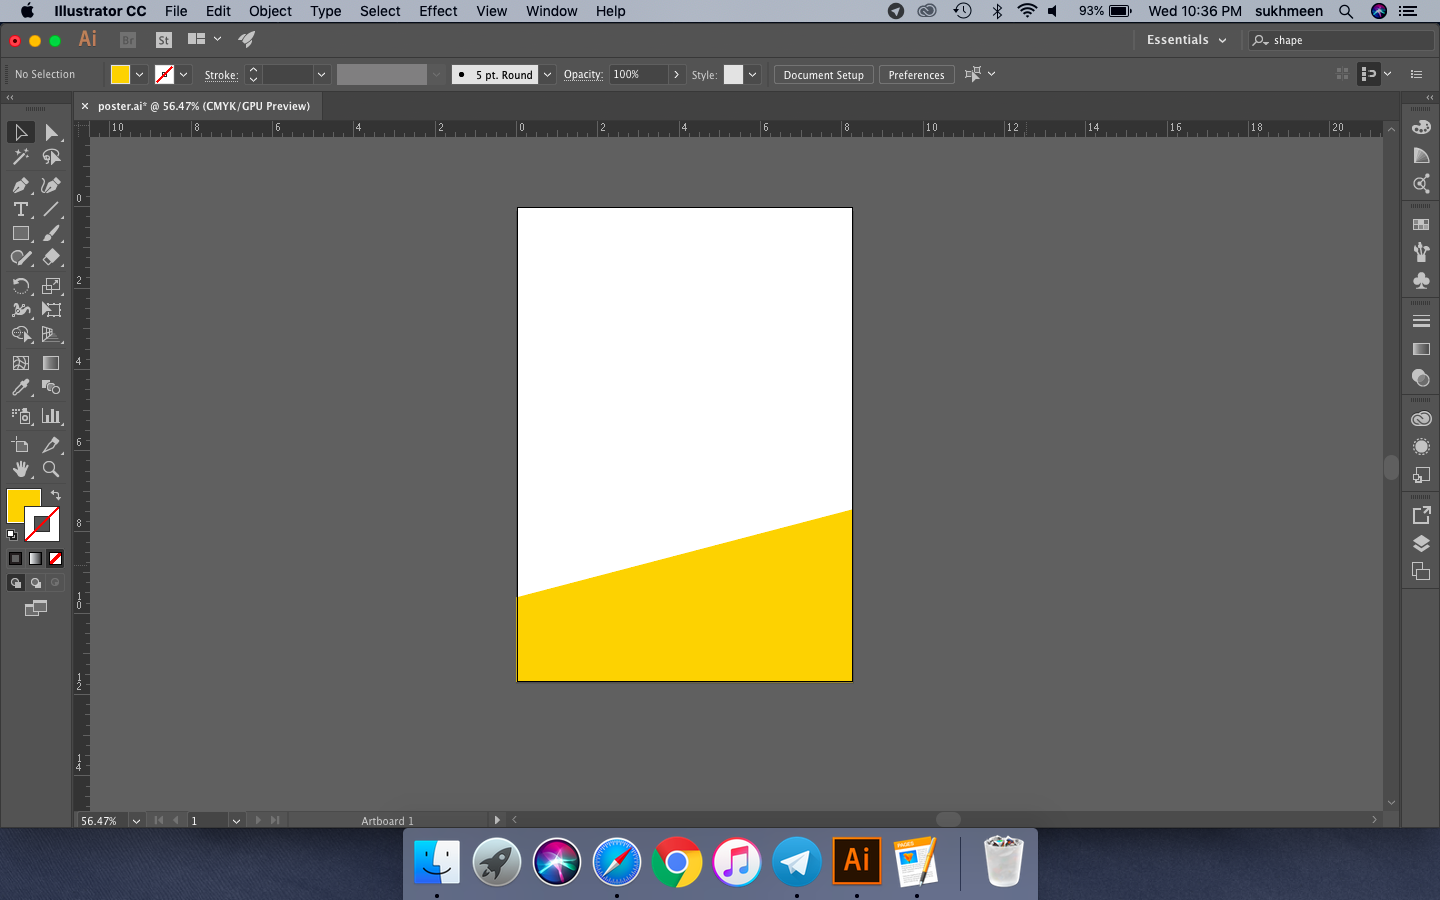 Illustrator CC File Edit Object Type Select Effect View Window Help 93% Wed 10:36 PM sukhmeen
Ai Br St Essentials shape
No Selection Stroke: 5 pt. Round Opacity: 100% Style: Document Setup Preferences
× poster.ai* @ 56.47% (CMYK/GPU Preview)
10 8 6 4 2 0 2 4 6 8 10 12 14 16 18 20
0
2
4
6
8
10
12
14
56.47% 1 Artboard 1
PAGES
Ai